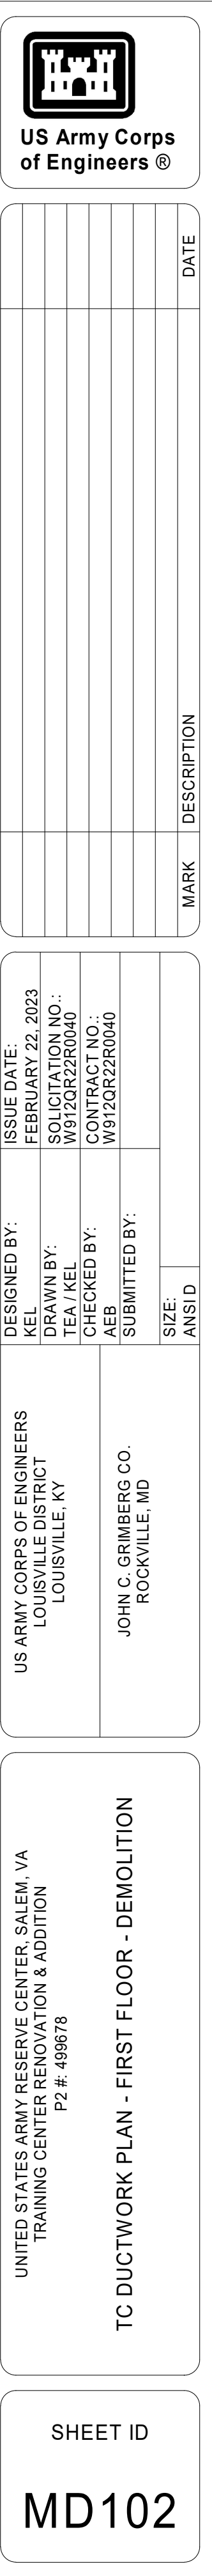 US Army Corps
of Engineers ®
MARK
DESCRIPTION
DATE
DESIGNED BY:
KEL
ISSUE DATE:
FEBRUARY 22, 2023
DRAWN BY:
TEA / KEL
SOLICITATION NO.:
W912QR22R0040
CHECKED BY:
AEB
CONTRACT NO.:
W912QR22R0040
SUBMITTED BY:
SIZE:
ANSI D
US ARMY CORPS OF ENGINEERS
LOUISVILLE DISTRICT
LOUISVILLE, KY
JOHN C. GRIMBERG CO.
ROCKVILLE, MD
UNITED STATES ARMY RESERVE CENTER, SALEM, VA
TRAINING CENTER RENOVATION & ADDITION
P2 #: 499678
TC DUCTWORK PLAN - FIRST FLOOR - DEMOLITION
SHEET ID
MD102